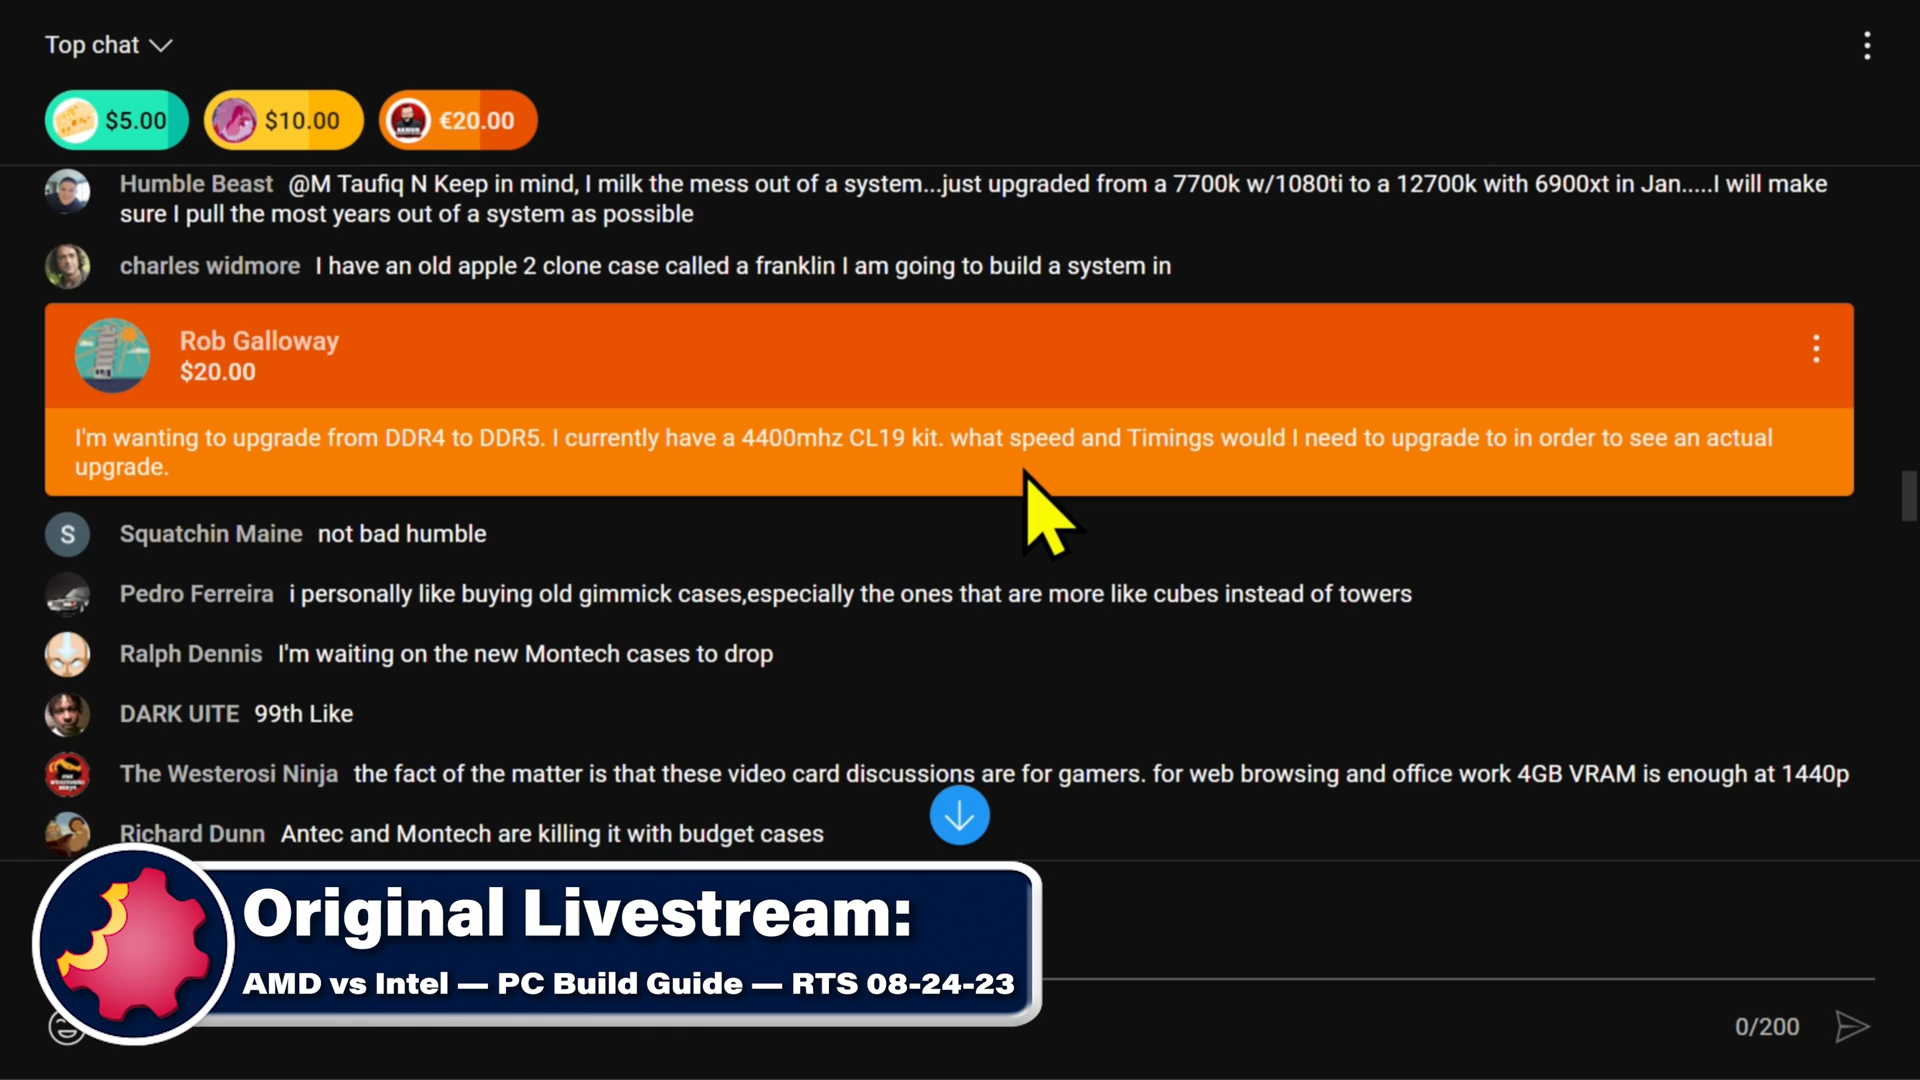 Top chat
$5.00 $10.00 €20.00
Humble Beast @M Taufiq N Keep in mind, I milk the mess out of a system...just upgraded from a 7700k w/1080ti to a 12700k with 6900xt in Jan.....I will make
sure I pull the most years out of a system as possible
charles widmore I have an old apple 2 clone case called a franklin I am going to build a system in
Rob Galloway
$20.00
I'm wanting to upgrade from DDR4 to DDR5. I currently have a 4400mhz CL19 kit. what speed and Timings would I need to upgrade to in order to see an actual
upgrade.
S Squatchin Maine not bad humble
Pedro Ferreira i personally like buying old gimmick cases,especially the ones that are more like cubes instead of towers
Ralph Dennis I'm waiting on the new Montech cases to drop
DARK UITE 99th Like
The Westerosi Ninja the fact of the matter is that these video card discussions are for gamers. for web browsing and office work 4GB VRAM is enough at 1440p
Richard Dunn Antec and Montech are killing it with budget cases
Original Livestream:
AMD vs Intel — PC Build Guide — RTS 08-24-23
0/200